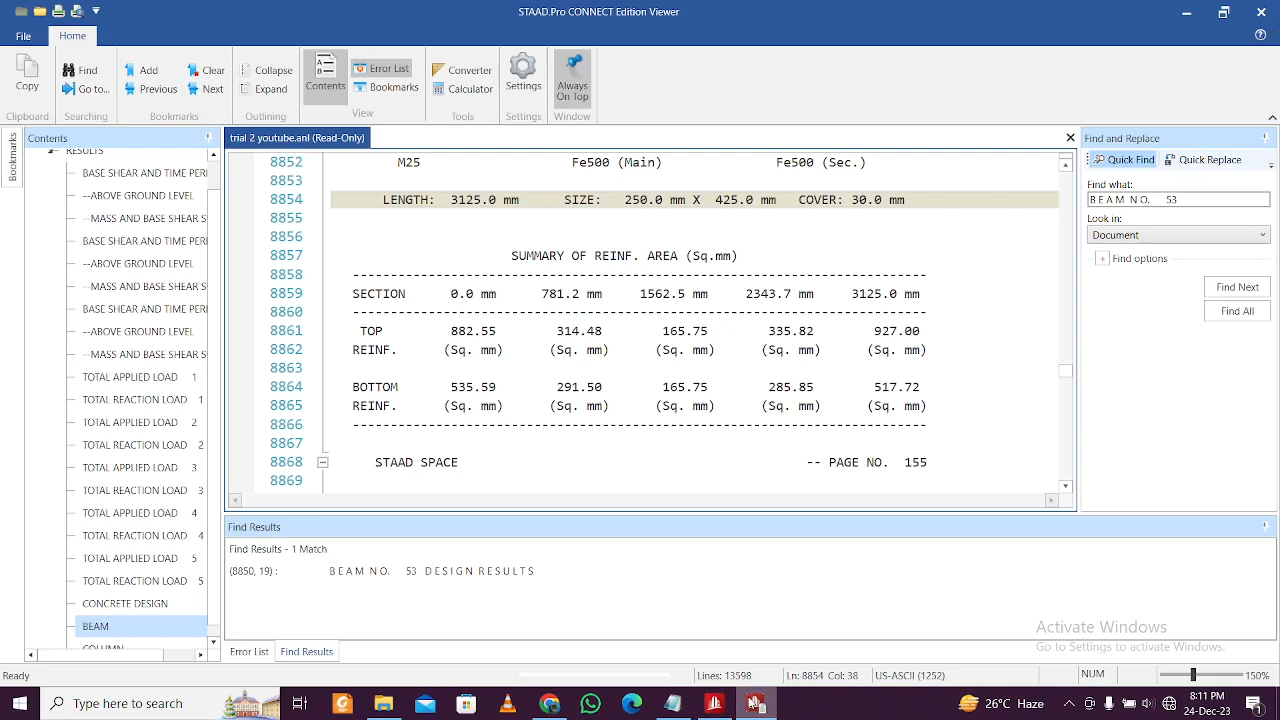 STAAD.Pro CONNECT Edition Viewer
File Home
Copy
Clipboard
Find
Go to...
Searching
Add
Previous
Clear
Next
Bookmarks
Collapse
Expand
Outlining
Contents
Error List
Bookmarks
View
Converter
Calculator
Tools
Settings
Settings
Always On Top
Window
Bookmarks
Contents
RESULTS
BASE SHEAR AND TIME PERI
--ABOVE GROUND LEVEL
--MASS AND BASE SHEAR S
BASE SHEAR AND TIME PERI
--ABOVE GROUND LEVEL
--MASS AND BASE SHEAR S
BASE SHEAR AND TIME PERI
--ABOVE GROUND LEVEL
--MASS AND BASE SHEAR S
TOTAL APPLIED LOAD 1
TOTAL REACTION LOAD 1
TOTAL APPLIED LOAD 2
TOTAL REACTION LOAD 2
TOTAL APPLIED LOAD 3
TOTAL REACTION LOAD 3
TOTAL APPLIED LOAD 4
TOTAL REACTION LOAD 4
TOTAL APPLIED LOAD 5
TOTAL REACTION LOAD 5
CONCRETE DESIGN
BEAM
COLUMN
trial 2 youtube.anl (Read-Only)
8852 M25 Fe500 (Main) Fe500 (Sec.)
8853
8854 LENGTH: 3125.0 mm SIZE: 250.0 mm X 425.0 mm COVER: 30.0 mm
8855
8856
8857 SUMMARY OF REINF. AREA (Sq.mm)
8858 ----------------------------------------------------------------------------
8859 SECTION 0.0 mm 781.2 mm 1562.5 mm 2343.7 mm 3125.0 mm
8860 ----------------------------------------------------------------------------
8861 TOP 882.55 314.48 165.75 335.82 927.00
8862 REINF. (Sq. mm) (Sq. mm) (Sq. mm) (Sq. mm) (Sq. mm)
8863
8864 BOTTOM 535.59 291.50 165.75 285.85 517.72
8865 REINF. (Sq. mm) (Sq. mm) (Sq. mm) (Sq. mm) (Sq. mm)
8866 ----------------------------------------------------------------------------
8867
8868 STAAD SPACE -- PAGE NO. 155
8869
Find and Replace
Quick Find Quick Replace
Find what:
B E A M N O. 53
Look in:
Document
Find options
Find Next
Find All
Find Results
Find Results - 1 Match
(8850, 19) : B E A M N O. 53 D E S I G N R E S U L T S
Error List Find Results
Activate Windows
Go to Settings to activate Windows.
Ready Lines: 13598 Ln: 8854 Col: 38 NUM 150%
Type here to search
26°C Haze
8:11 PM
24-Dec-23